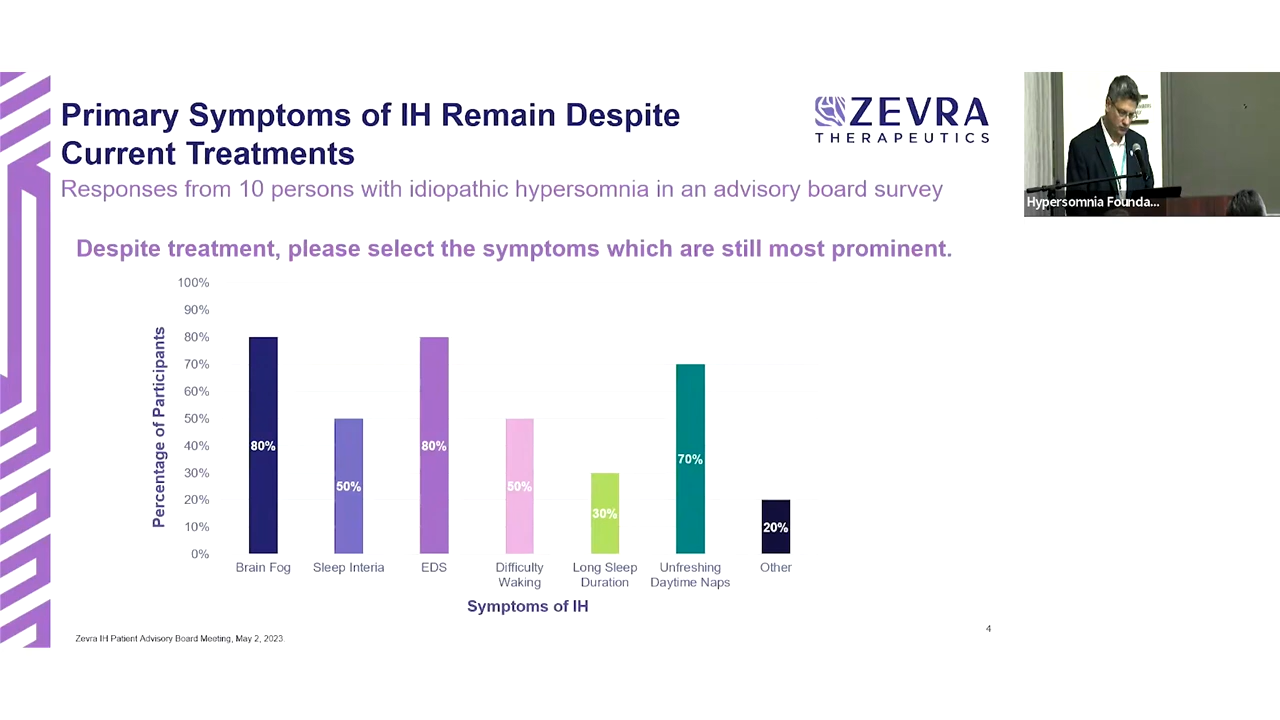 Primary Symptoms of IH Remain Despite
Current Treatments
Responses from 10 persons with idiopathic hypersomnia in an advisory board survey
ZEVRA
THERAPEUTICS
Hypersomnia Founda...
Despite treatment, please select the symptoms which are still most prominent.
Percentage of Participants
100%
90%
80%
70%
60%
50%
40%
30%
20%
10%
0%
80%
50%
80%
50%
30%
70%
20%
Brain Fog
Sleep Interia
EDS
Difficulty
Waking
Long Sleep
Duration
Unfreshing
Daytime Naps
Other
Symptoms of IH
Zevra IH Patient Advisory Board Meeting, May 2, 2023
4